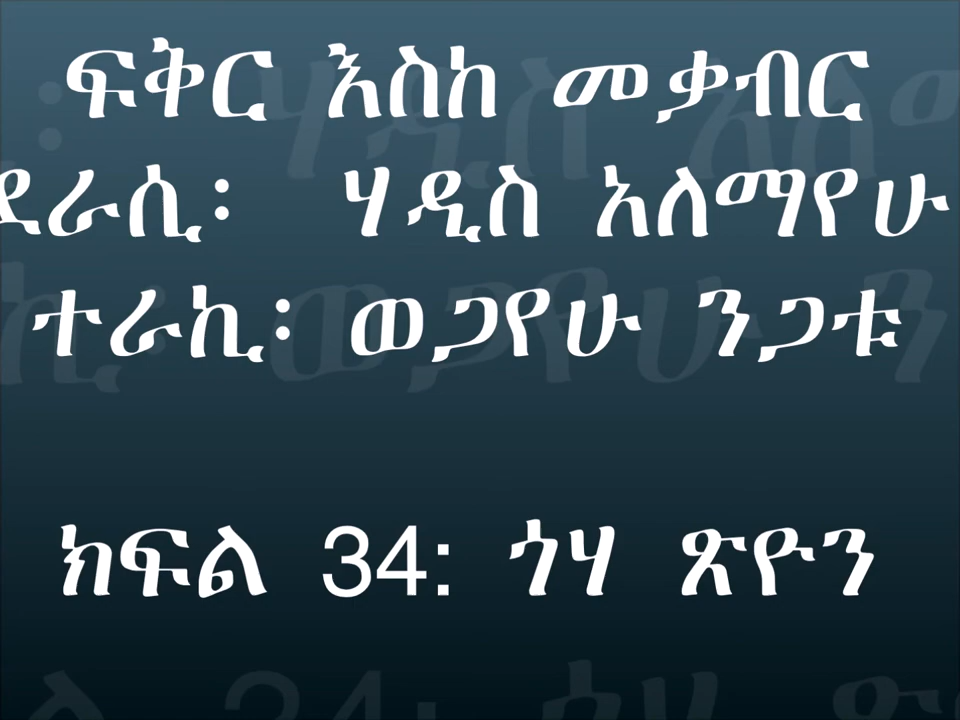 ፍቅር እስከ መቃብር
ደራሲ፡ ሃዲስ አለማየሁ
ተራኪ፡ ወጋየሁ ንጋቱ
ክፍል 34: ጎሃ ጽዮን